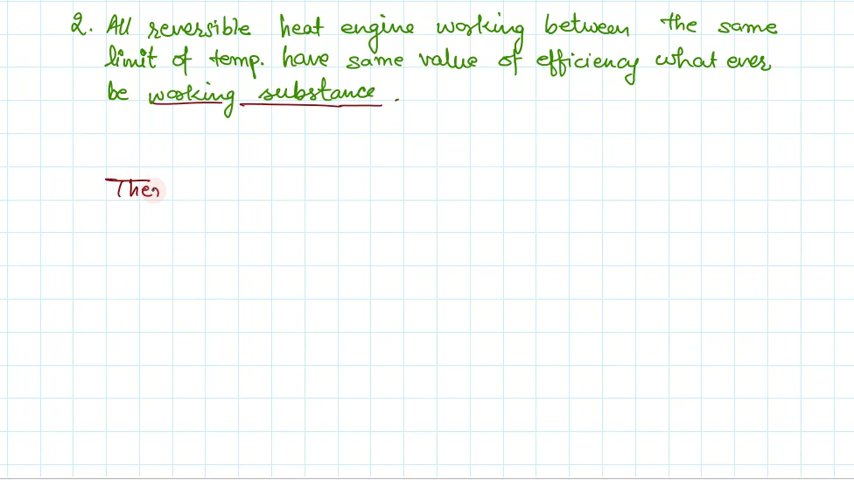 2. All reversible heat engine working between the same
limit of temp. have same value of efficiency what ever
be working substance.
Ther